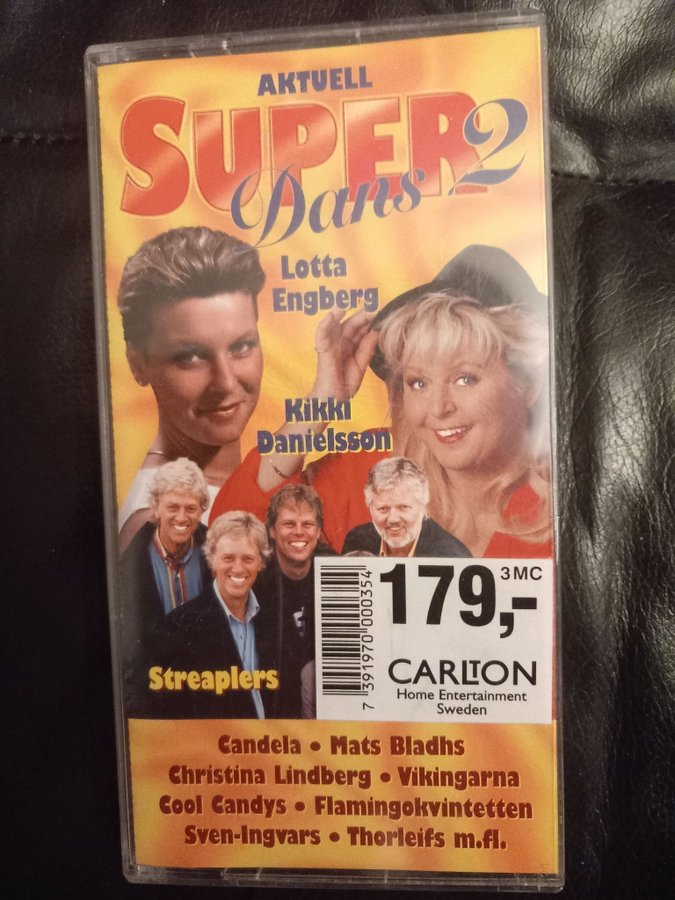 AKTUELL
SUPER 2
Dans
Lotta
Engberg
Kikki
Danielsson
Streaplers
7 391970 000354
179,-
3 MC
CARLTON
Home Entertainment
Sweden
Candela • Mats Bladhs
Christina Lindberg • Vikingarna
Cool Candys • Flamingokvintetten
Sven-Ingvars • Thorleifs m.fl.